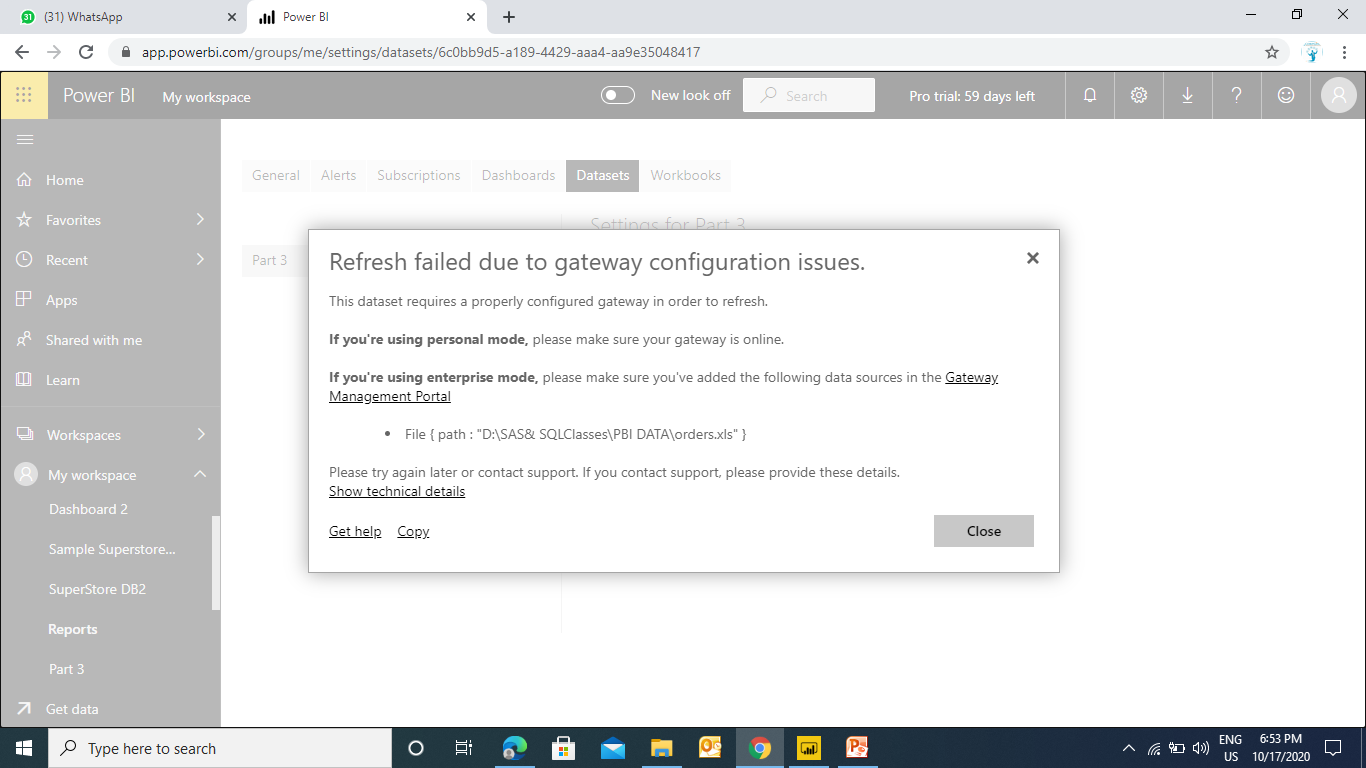 (31) WhatsApp
Power BI
app.powerbi.com/groups/me/settings/datasets/6c0bb9d5-a189-4429-aaa4-aa9e35048417
Power BI
My workspace
New look off
Search
Pro trial: 59 days left
Home
Favorites
Recent
Apps
Shared with me
Learn
Workspaces
My workspace
Dashboard 2
Sample Superstore...
SuperStore DB2
Reports
Part 3
Get data
General
Alerts
Subscriptions
Dashboards
Datasets
Workbooks
Settings for Part 3
Part 3
Refresh failed due to gateway configuration issues.
This dataset requires a properly configured gateway in order to refresh.
If you're using personal mode, please make sure your gateway is online.
If you're using enterprise mode, please make sure you've added the following data sources in the Gateway
Management Portal
• File { path : "D:\SAS& SQLClasses\PBI DATA\orders.xls" }
Please try again later or contact support. If you contact support, please provide these details.
Show technical details
Get help
Copy
Close
Type here to search
ENG
US
6:53 PM
10/17/2020